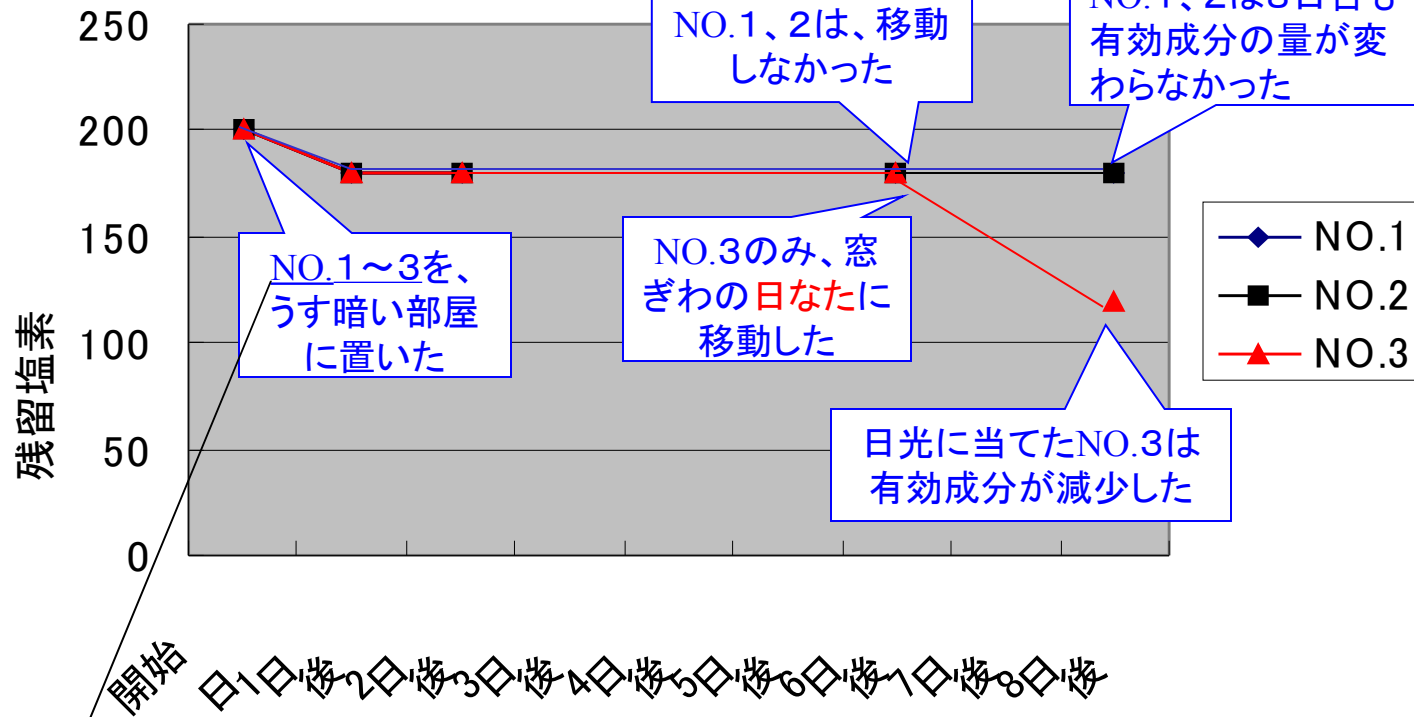 250
200
150
100
50
0
残留塩素
NO.1、2は、移動
しなかった
有効成分の量が変
わらなかった
NO.1～3を、
うす暗い部屋
に置いた
NO.3のみ、窓
ぎわの日なたに
移動した
日光に当てたNO.3は
有効成分が減少した
NO.1
NO.2
NO.3
開始日
1日後
2日後
3日後
4日後
5日後
6日後
7日後
8日後